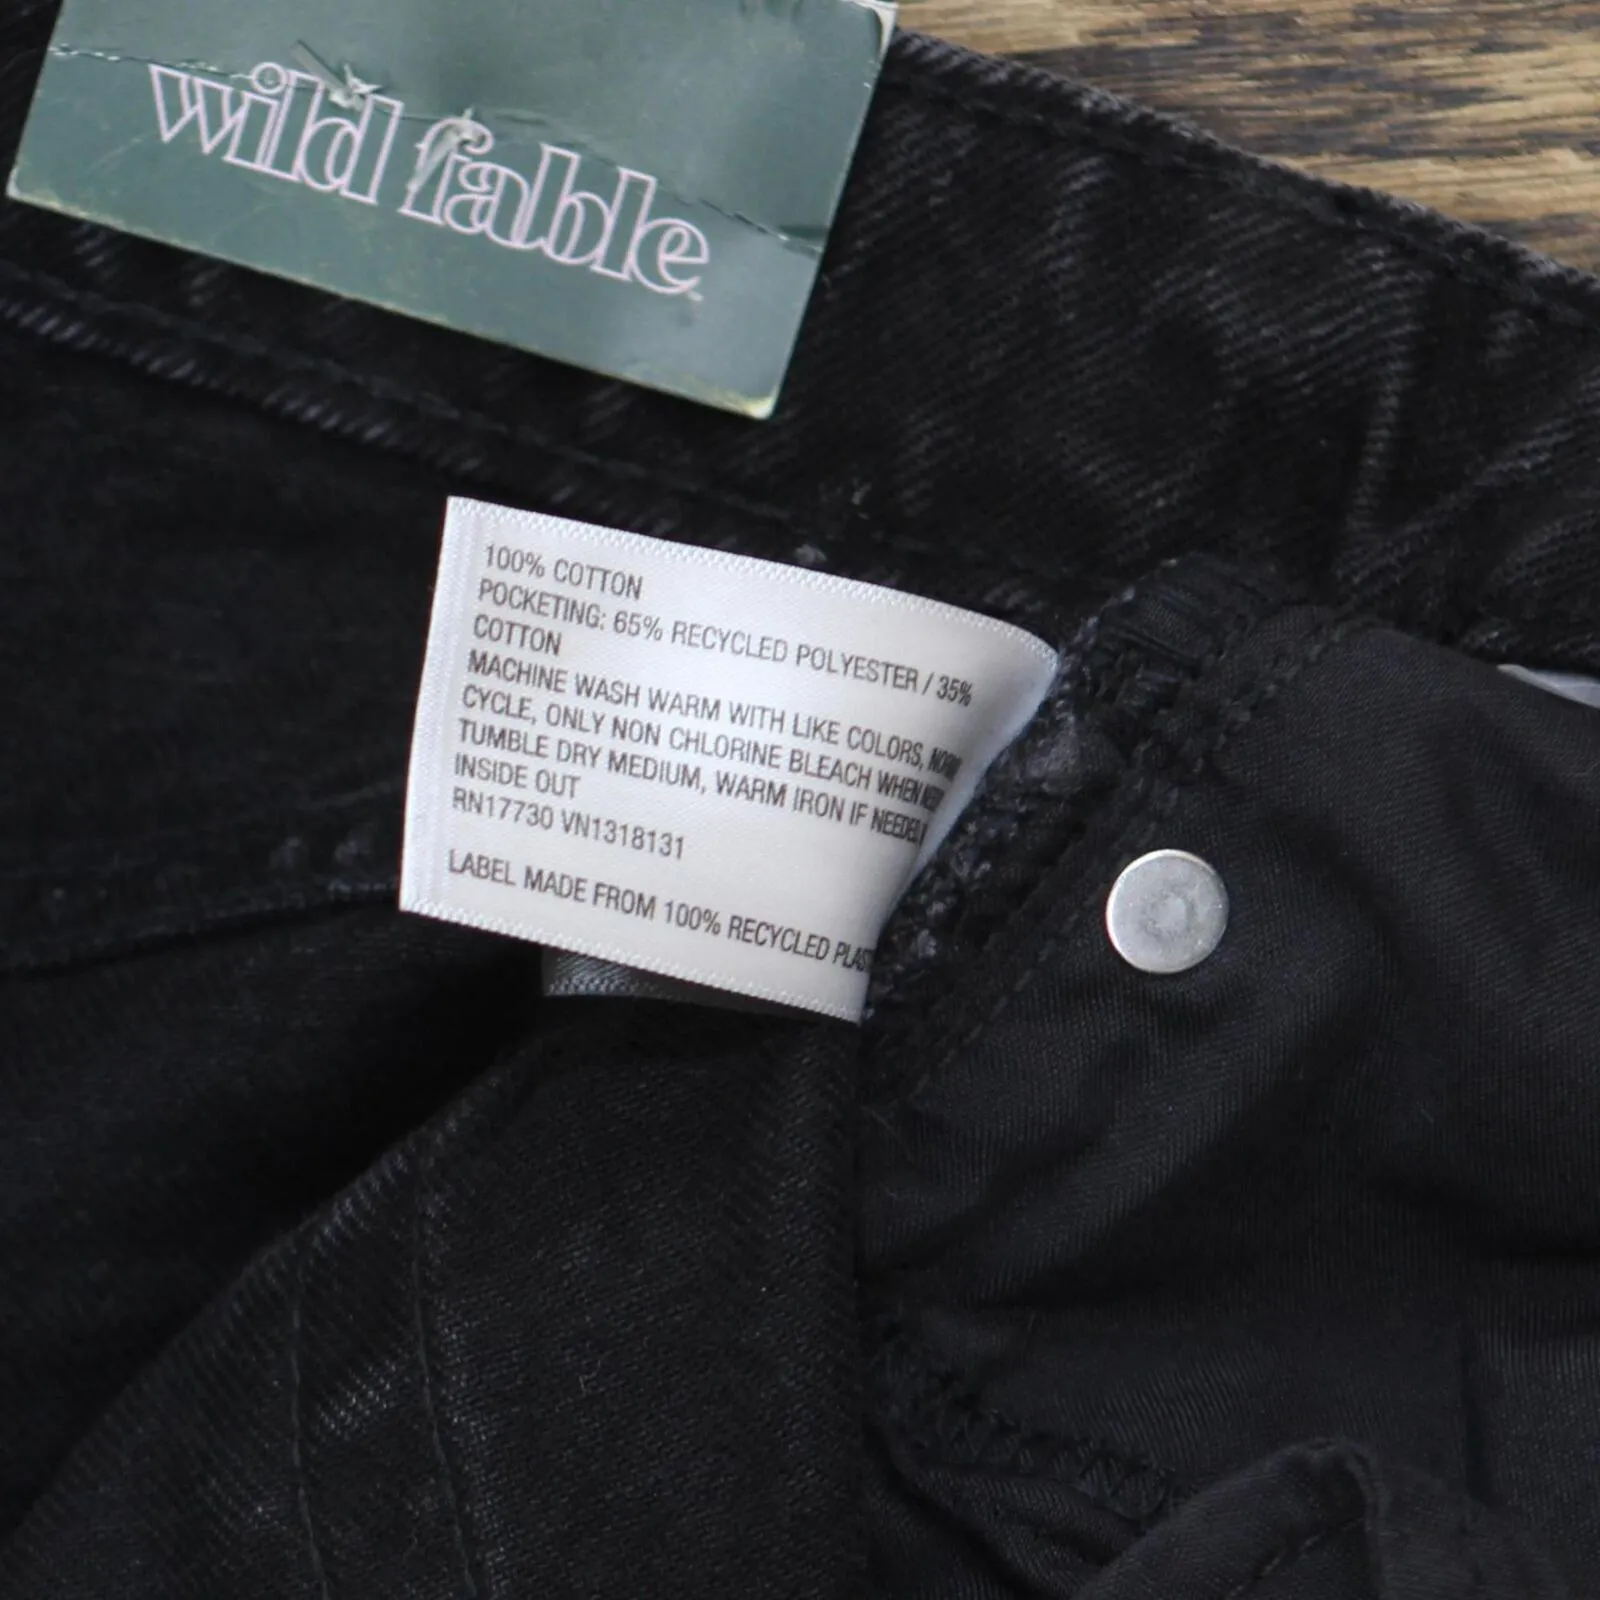 wild fable
100% COTTON
POCKETING: 65% RECYCLED POLYESTER / 35%
COTTON
MACHINE WASH WARM WITH LIKE COLORS,
CYCLE, ONLY NON CHLORINE BLEACH WHEN
TUMBLE DRY MEDIUM, WARM IRON IF NEEDED,
INSIDE OUT
RN17730 VN1318131
LABEL MADE FROM 100% RECYCLED